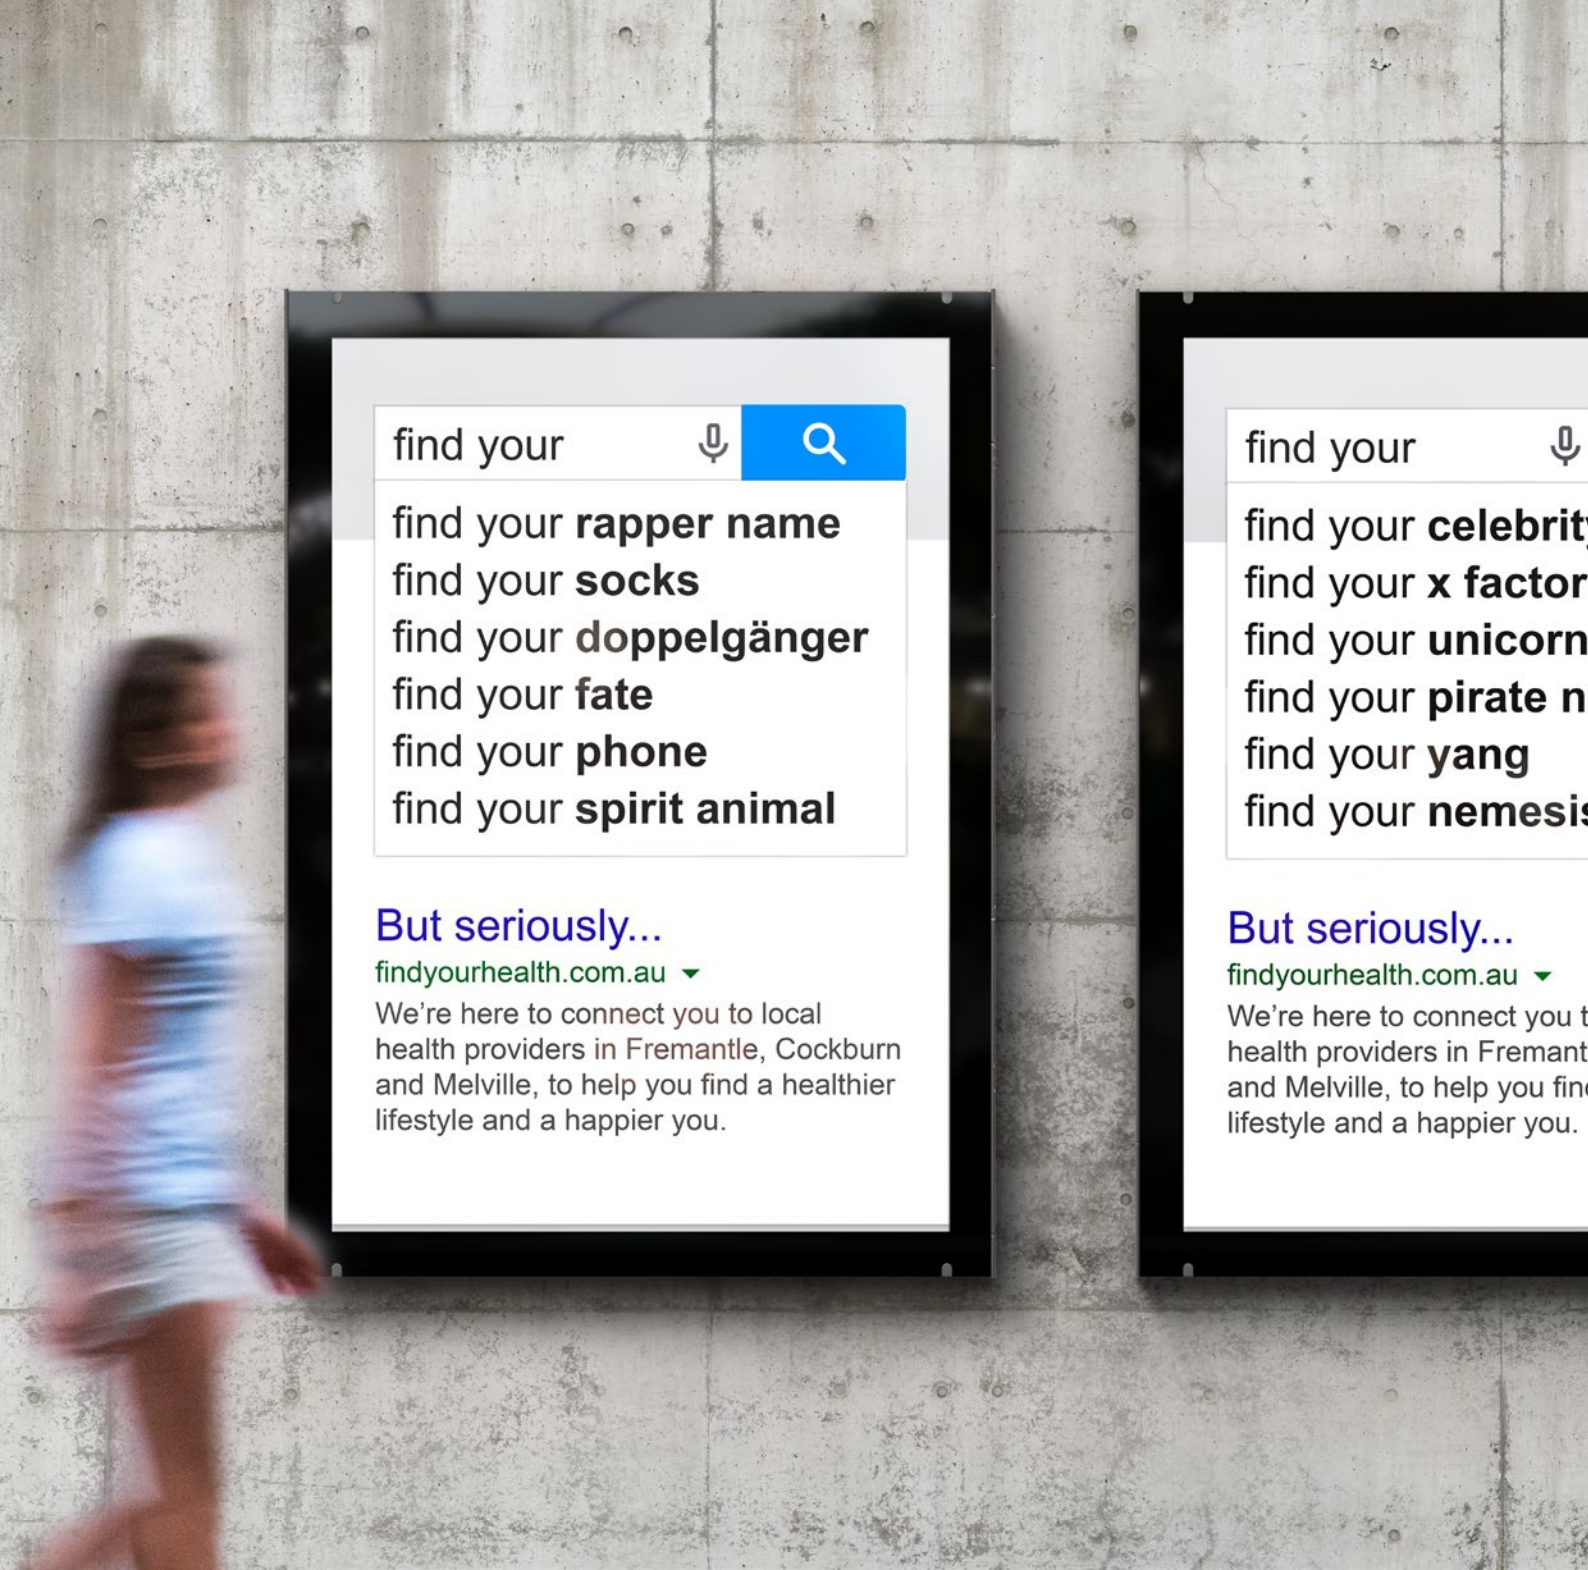 find your
find your rapper name
find your socks
find your doppelgänger
find your fate
find your phone
find your spirit animal
But seriously...
findyourhealth.com.au
We're here to connect you to local
health providers in Fremantle, Cockburn
and Melville, to help you find a healthier
lifestyle and a happier you.
find your
find your celebrity
find your x factor
find your unicorn
find your pirate
find your yang
find your nemesis
But seriously...
findyourhealth.com.au
We're here to connect you
health providers in
and Melville, to help you
lifestyle and a happier you.